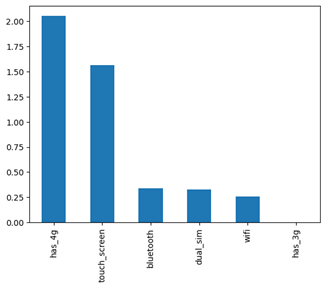 2.00
1.75
1.50
1.25
1.00
0.75
0.50
0.25
0.00
has_4g
touch_screen
bluetooth
dual_sim
wifi
has_3g